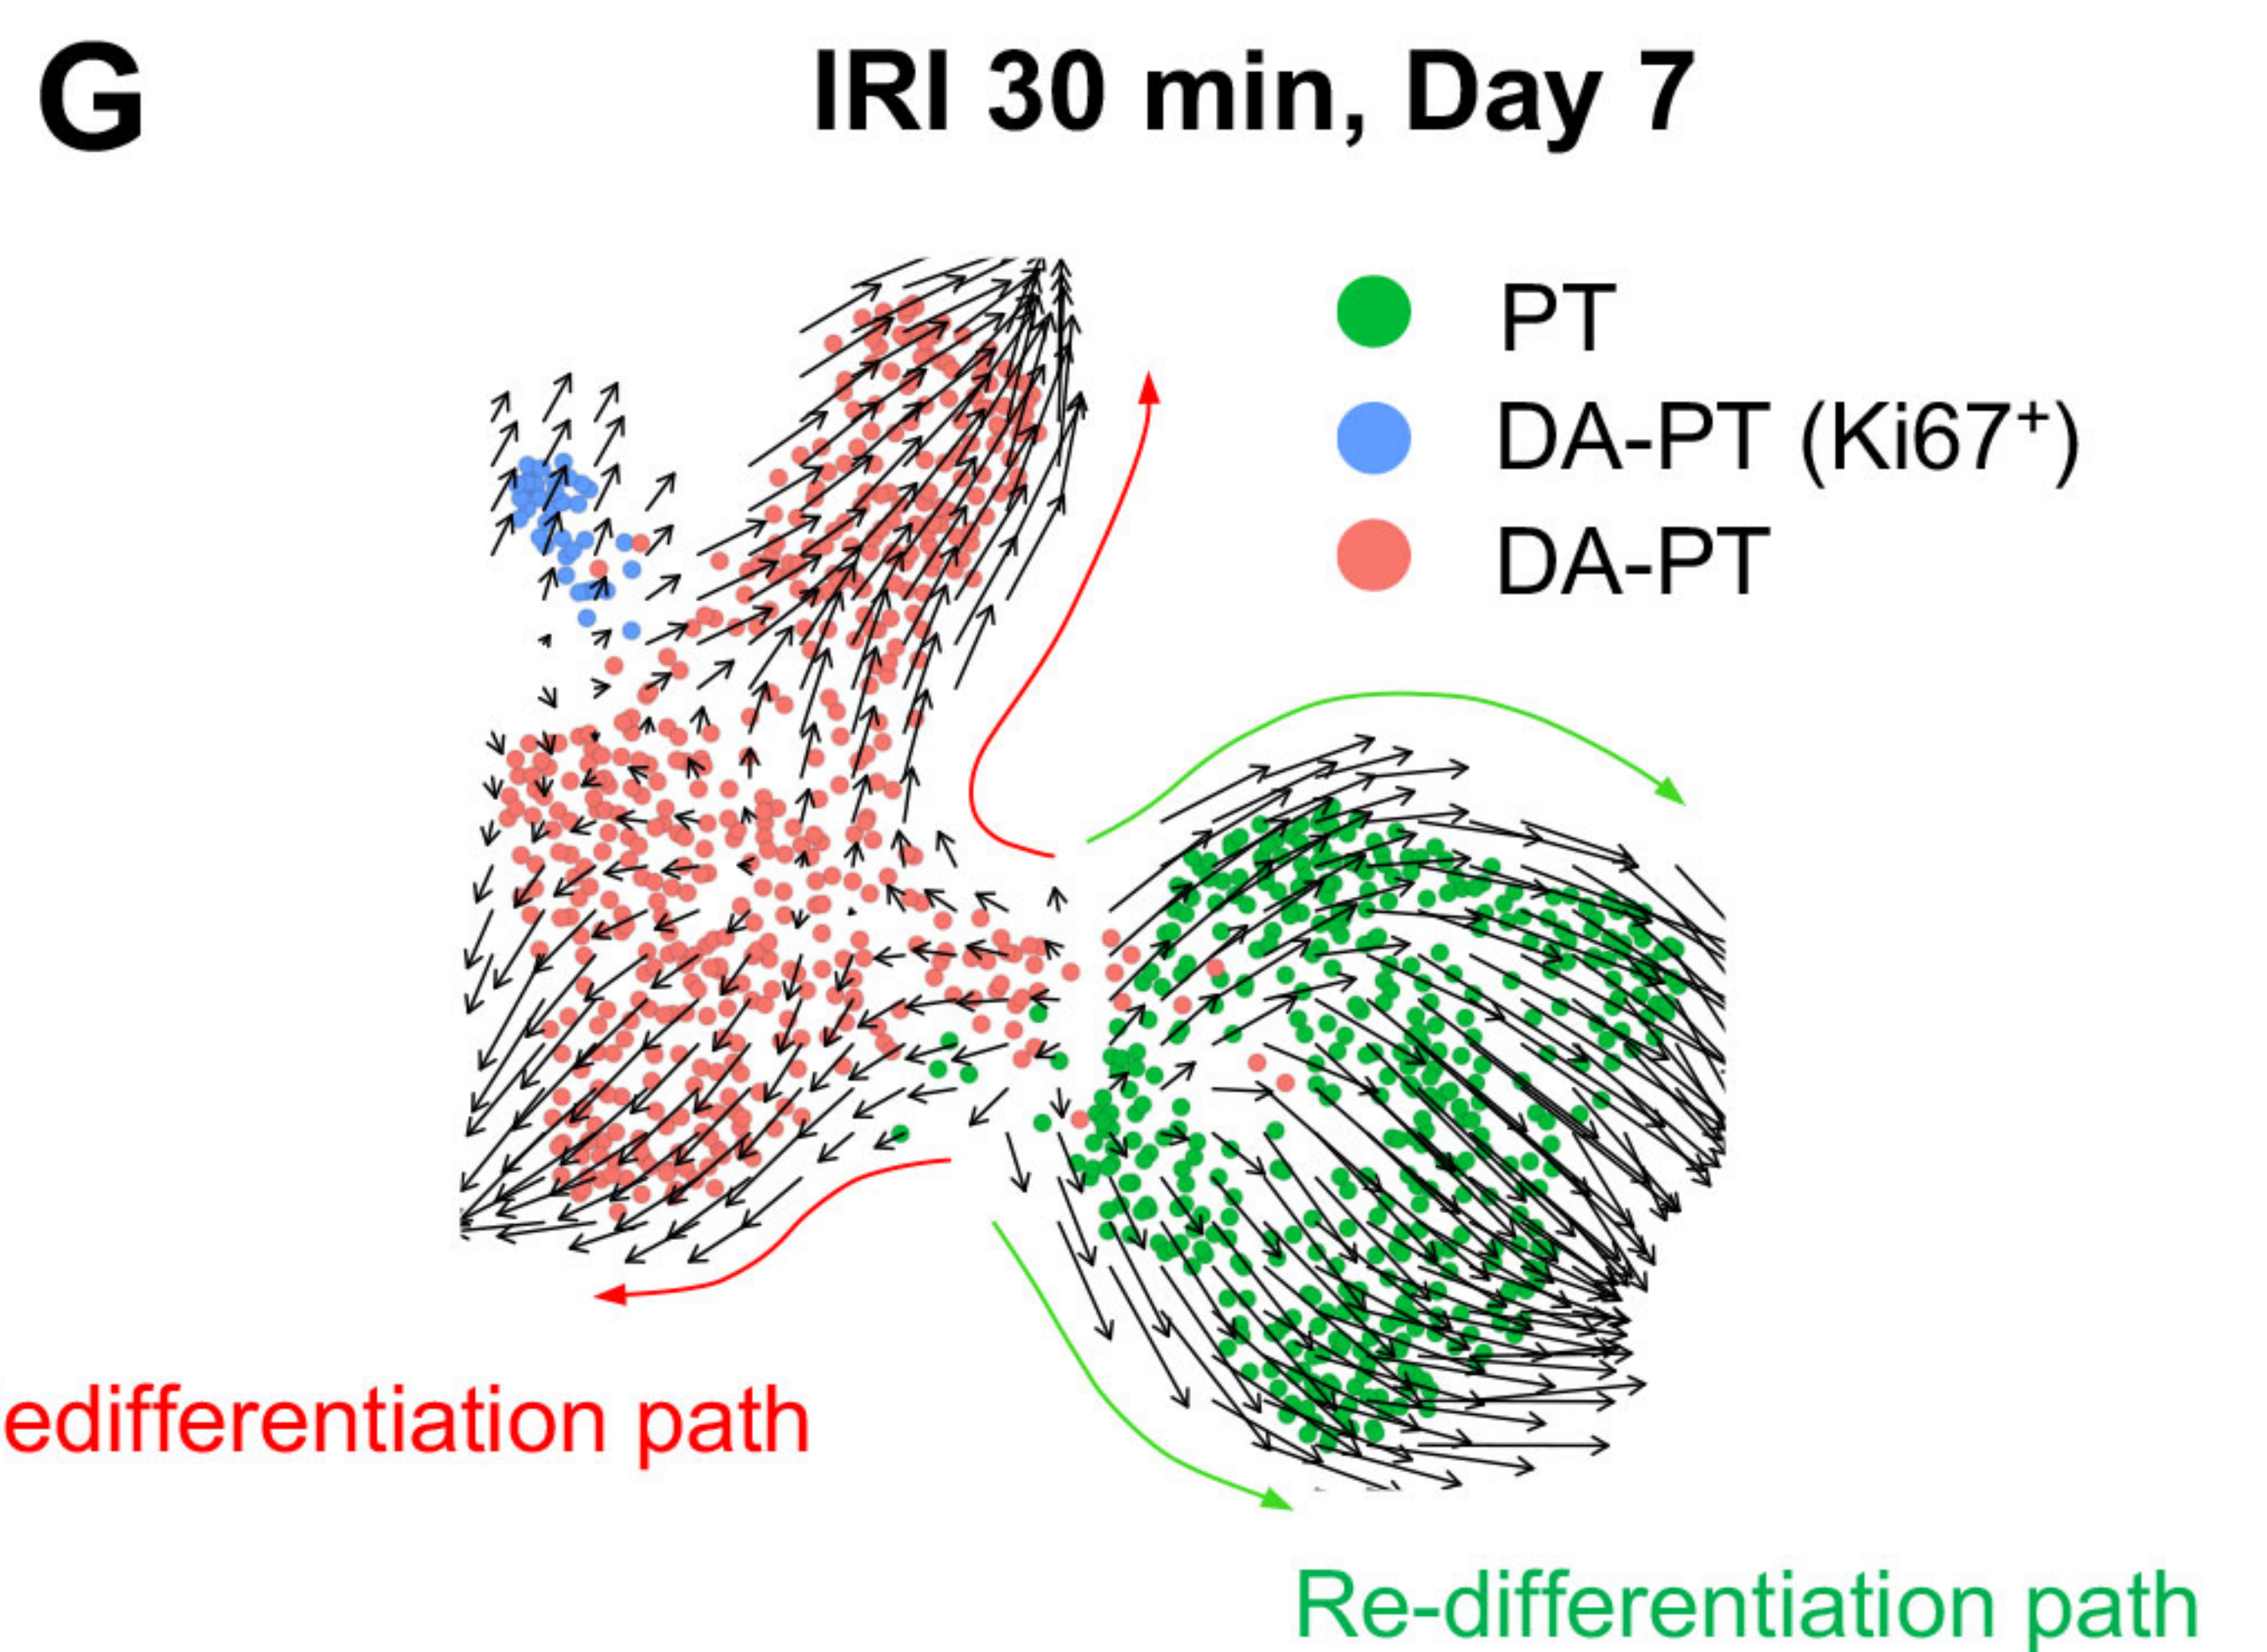 G
IRI 30 min, Day 7
PT
DA-PT (Ki67⁺)
DA-PT
edifferentiation path
Re-differentiation path